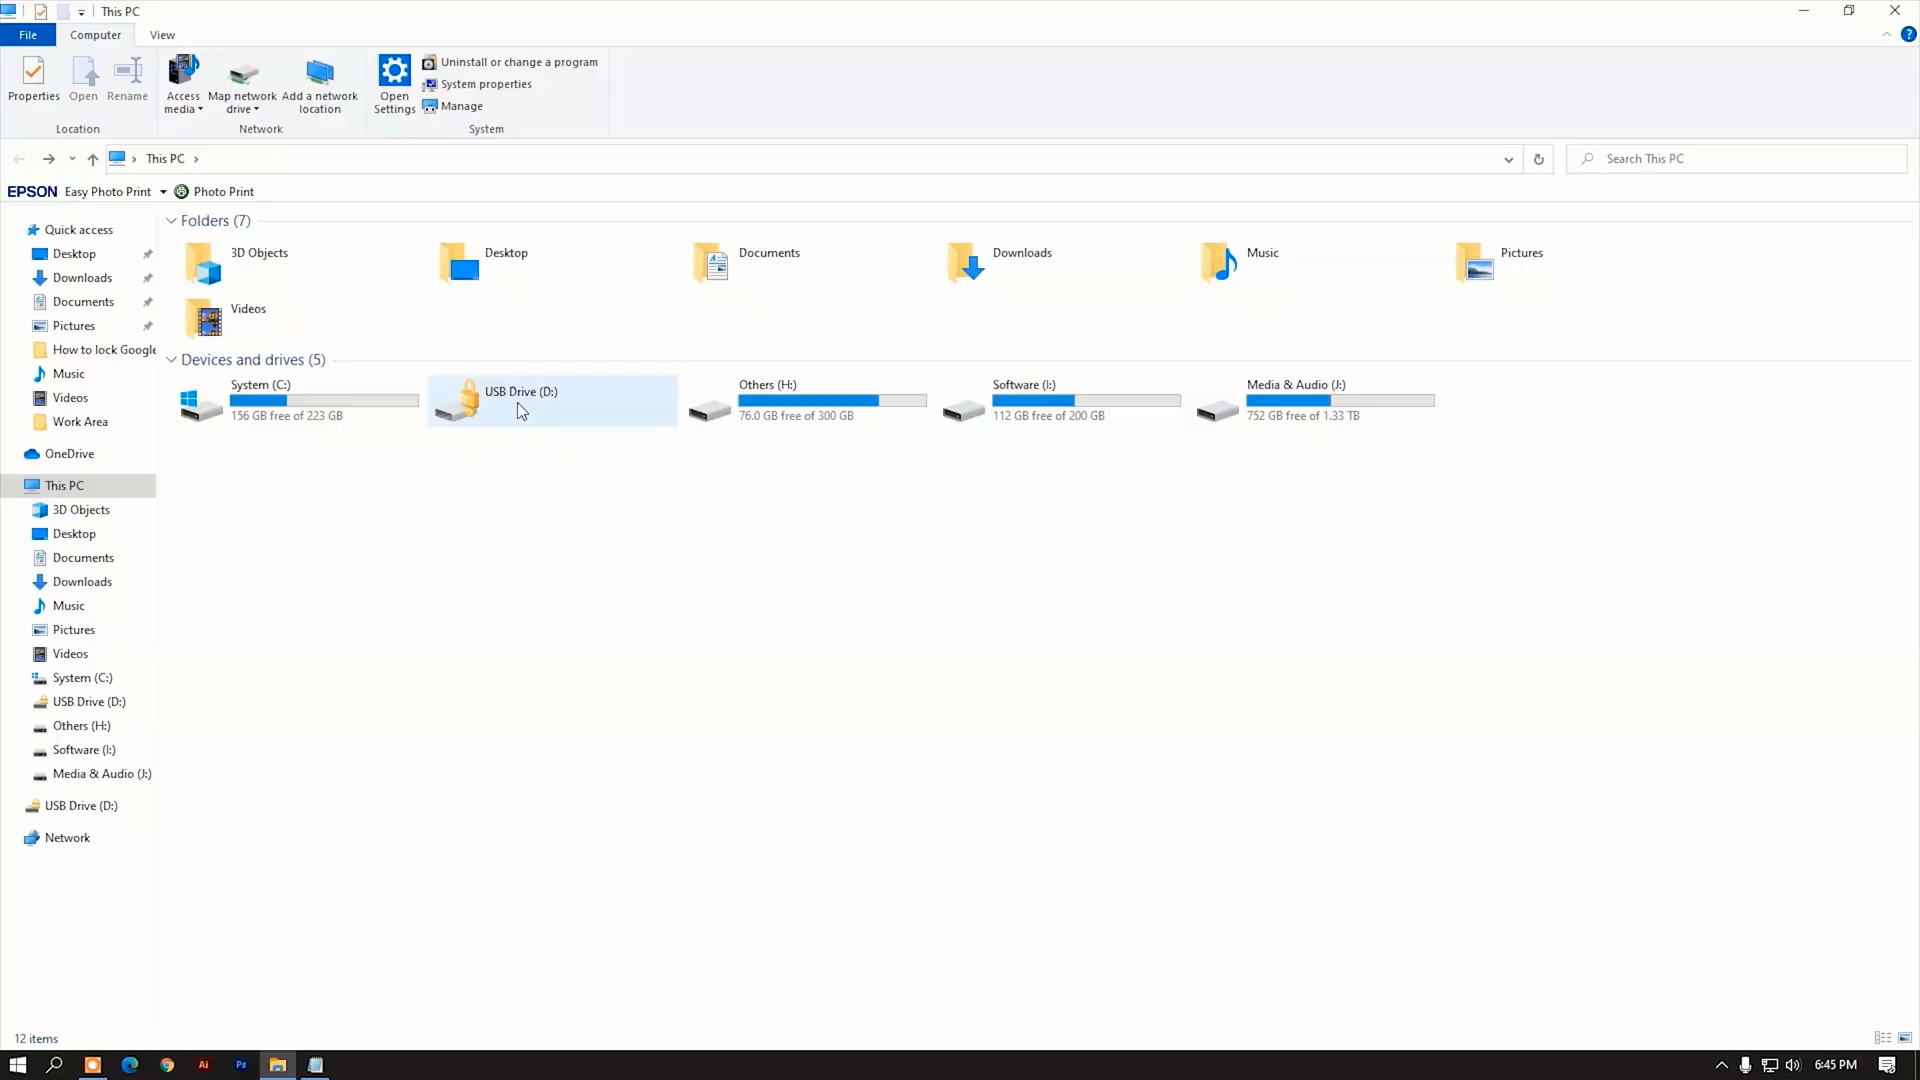 This PC
File
Computer
View
Properties
Open
Rename
Access media
Map network drive
Add a network location
Open Settings
Uninstall or change a program
System properties
Manage
Location
Network
System
This PC
Search This PC
EPSON Easy Photo Print
Photo Print
Quick access
Desktop
Downloads
Documents
Pictures
How to lock Google
Music
Videos
Work Area
OneDrive
This PC
3D Objects
Desktop
Documents
Downloads
Music
Pictures
Videos
System (C:)
USB Drive (D:)
Others (H:)
Software (I:)
Media & Audio (J:)
USB Drive (D:)
Network
Folders (7)
3D Objects
Desktop
Documents
Downloads
Music
Pictures
Videos
Devices and drives (5)
System (C:)
156 GB free of 223 GB
USB Drive (D:)
Others (H:)
76.0 GB free of 300 GB
Software (I:)
112 GB free of 200 GB
Media & Audio (J:)
752 GB free of 1.33 TB
12 items
Ai
Ps
6:45 PM